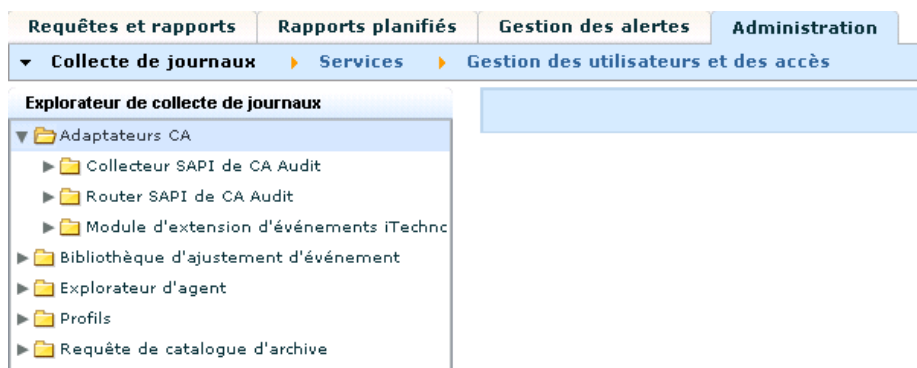 Requêtes et rapports Rapports planifiés Gestion des alertes Administration
Collecte de journaux Services Gestion des utilisateurs et des accès
Explorateur de collecte de journaux
Adaptateurs CA
Collecteur SAPI de CA Audit
Router SAPI de CA Audit
Module d'extension d'événements iTechnc
Bibliothèque d'ajustement d'événement
Explorateur d'agent
Profils
Requête de catalogue d'archive